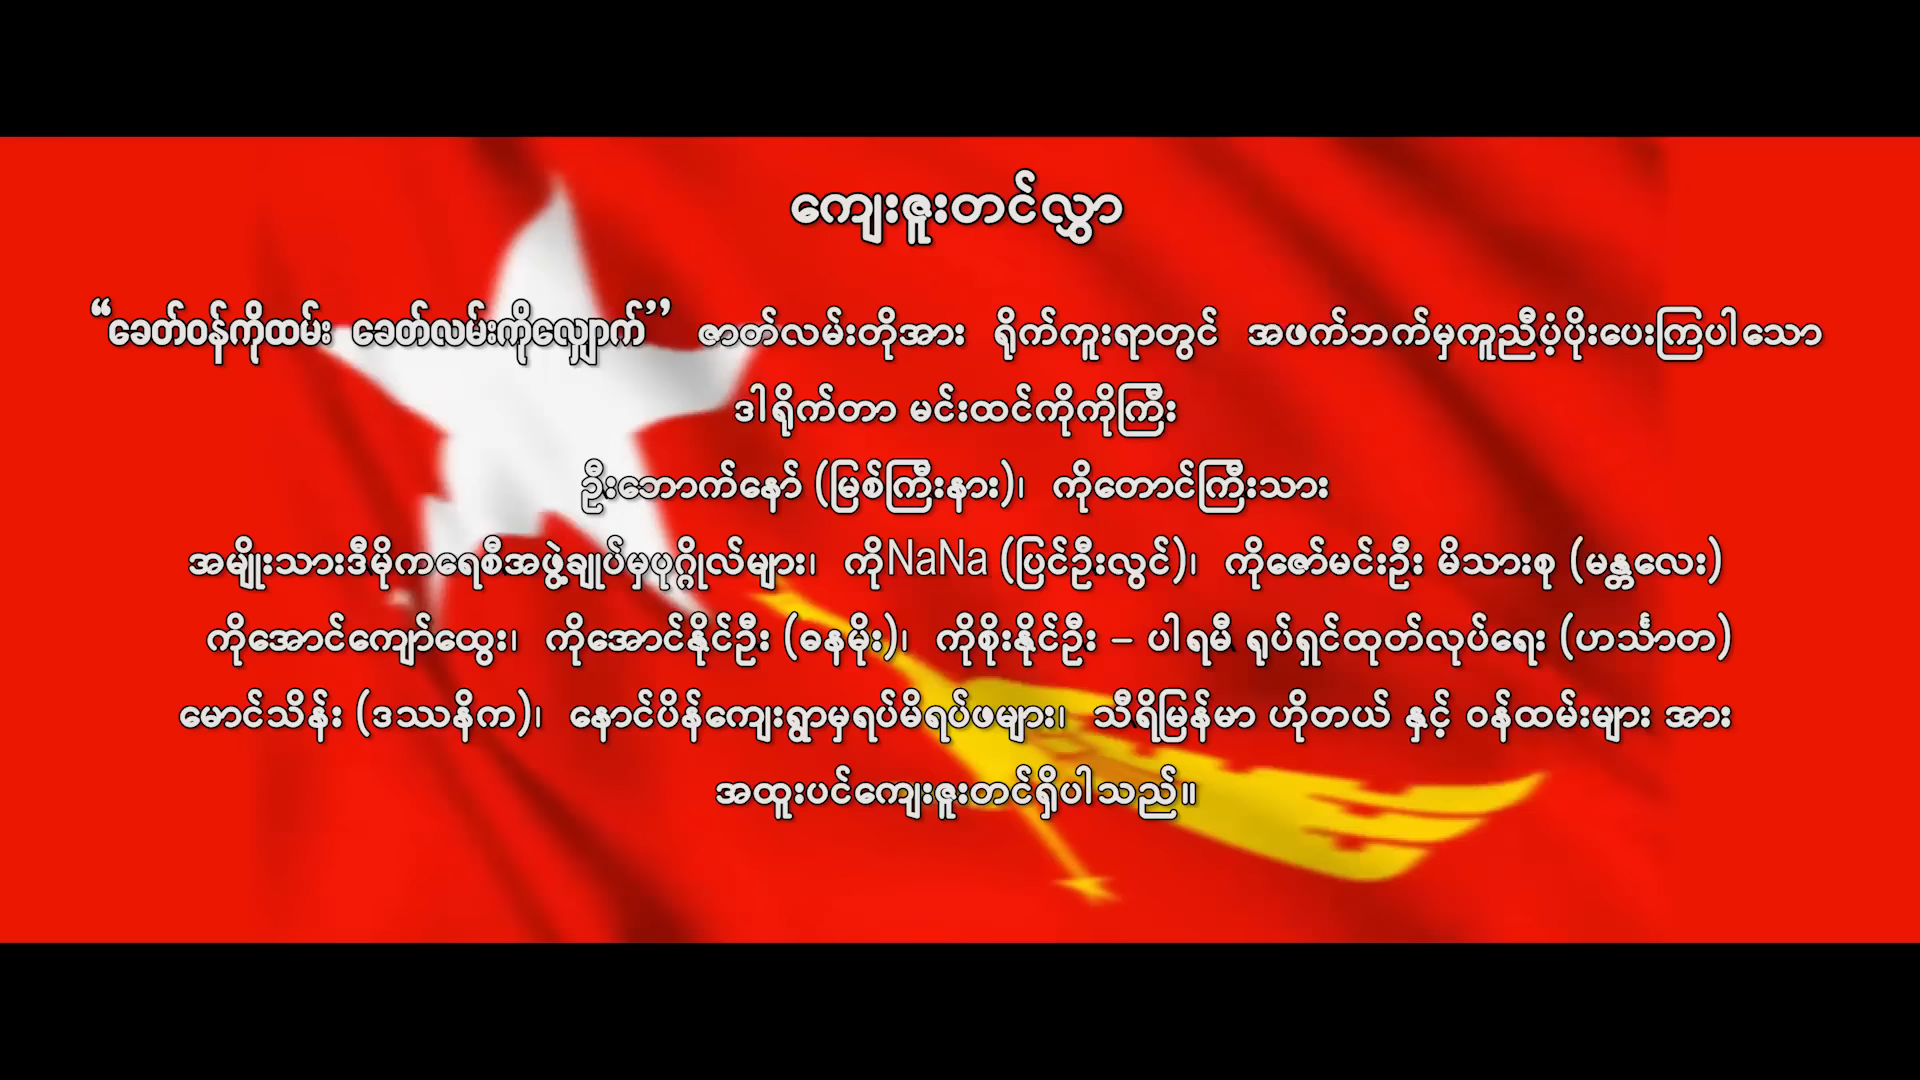 ကျေးဇူးတင်လွှာ
“ခေတ်ဝန်ကိုထမ်း ခေတ်လမ်းကိုလျှောက်’’ ဇာတ်လမ်းတိုအား ရိုက်ကူးရာတွင် အဖက်ဘက်မှကူညီပံ့ပိုးပေးကြပါသော
ဒါရိုက်တာ မင်းထင်ကိုကိုကြီး
ဦးဘောက်နော် (မြစ်ကြီးနား)၊ ကိုတောင်ကြီးသား
အမျိုးသားဒီမိုကရေစီအဖွဲ့ချုပ်မှပုဂ္ဂိုလ်များ၊ ကိုNaNa (ပြင်ဦးလွင်)၊ ကိုဇော်မင်းဦး မိသားစု (မန္တလေး)
ကိုအောင်ကျော်ထွေး၊ ကိုအောင်နိုင်ဦး (ဓနမိုး)၊ ကိုစိုးနိုင်ဦး – ပါရမီ ရုပ်ရှင်ထုတ်လုပ်ရေး (ဟင်္သာတ)
မောင်သိန်း (ဒဿနိက)၊ နောင်ပိန်ကျေးရွာမှရပ်မိရပ်ဖများ၊ သီရိမြန်မာ ဟိုတယ် နှင့် ဝန်ထမ်းများ အား
အထူးပင်ကျေးဇူးတင်ရှိပါသည်။